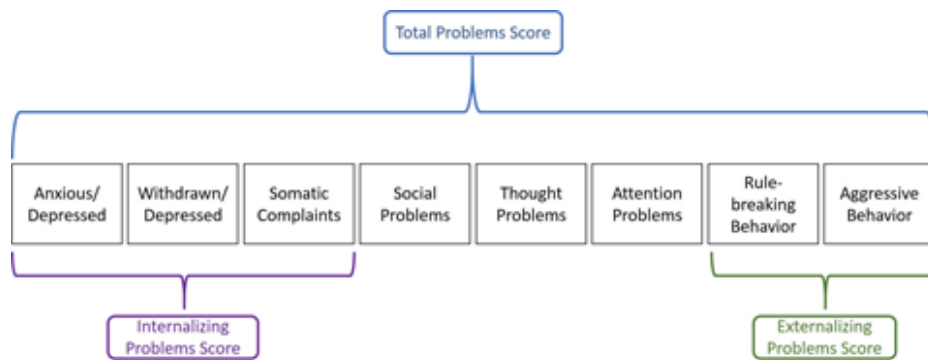 Total Problems Score
Anxious/
Depressed
Withdrawn/
Depressed
Somatic
Complaints
Social
Problems
Thought
Problems
Attention
Problems
Rule-
breaking
Behavior
Aggressive
Behavior
Internalizing
Problems Score
Externalizing
Problems Score